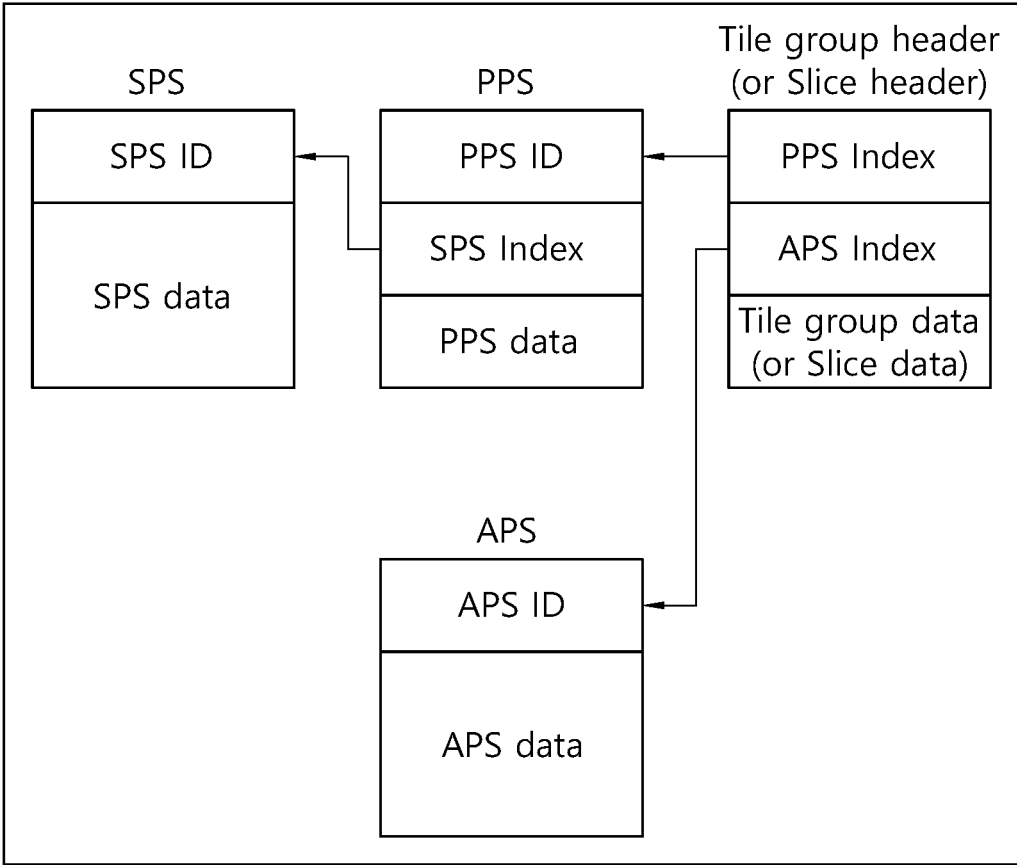 SPS
SPS ID
SPS data
PPS
PPS ID
SPS Index
PPS data
Tile group header
(or Slice header)
PPS Index
APS Index
Tile group data
(or Slice data)
APS
APS ID
APS data